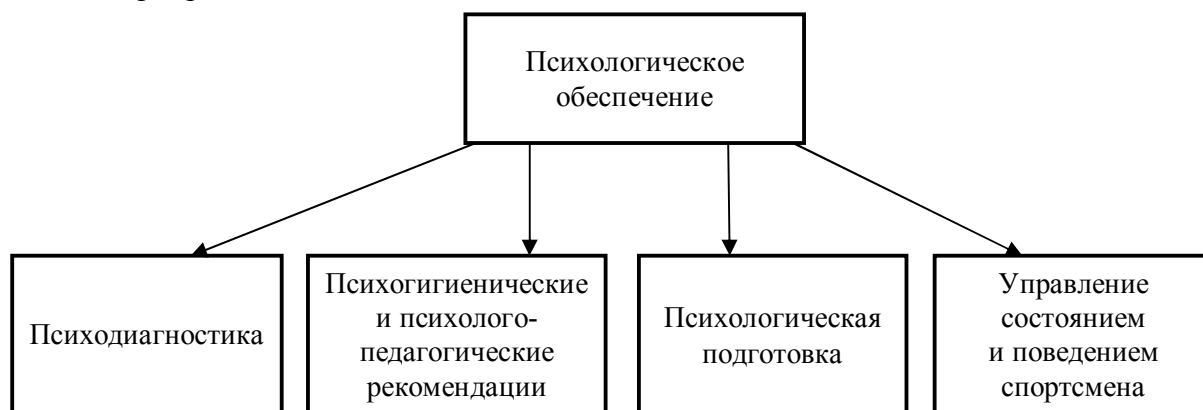 Психологическое
обеспечение
Психодиагностика
Психогигиенические
и психолого-
педагогические
рекомендации
Психологическая
подготовка
Управление
состоянием
и поведением
спортсмена